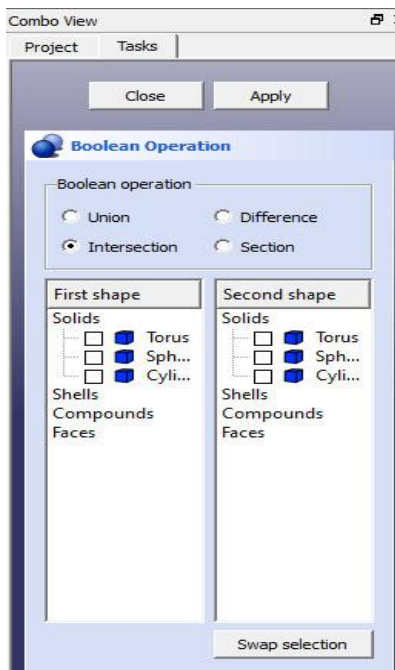 Combo View
Project Tasks
Close Apply
Boolean Operation
Boolean operation
Union Difference
Intersection Section
First shape
Solids
Torus
Sph...
Cyli...
Shells
Compounds
Faces
Second shape
Solids
Torus
Sph...
Cyli...
Shells
Compounds
Faces
Swap selection